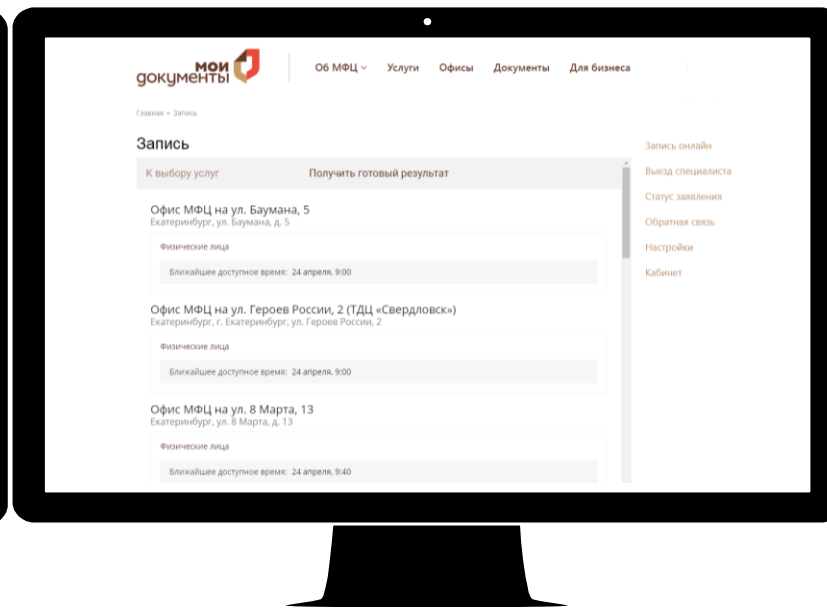 мои
документы
Об МФЦ Услуги Офисы Документы Для бизнеса
Главная » Запись
Запись
К выбору услуг Получить готовый результат
Офис МФЦ на ул. Баумана, 5
Екатеринбург, ул. Баумана, д. 5
Физические лица
Ближайшее доступное время: 24 апреля, 9:00
Офис МФЦ на ул. Героев России, 2 (ТДЦ «Свердловск»)
Екатеринбург, г. Екатеринбург, ул. Героев России, 2
Физические лица
Ближайшее доступное время: 24 апреля, 9:00
Офис МФЦ на ул. 8 Марта, 13
Екатеринбург, ул. 8 Марта, д. 13
Физические лица
Ближайшее доступное время: 24 апреля, 9:40
Запись онлайн
Выезд специалиста
Статус заявления
Обратная связь
Настройки
Кабинет